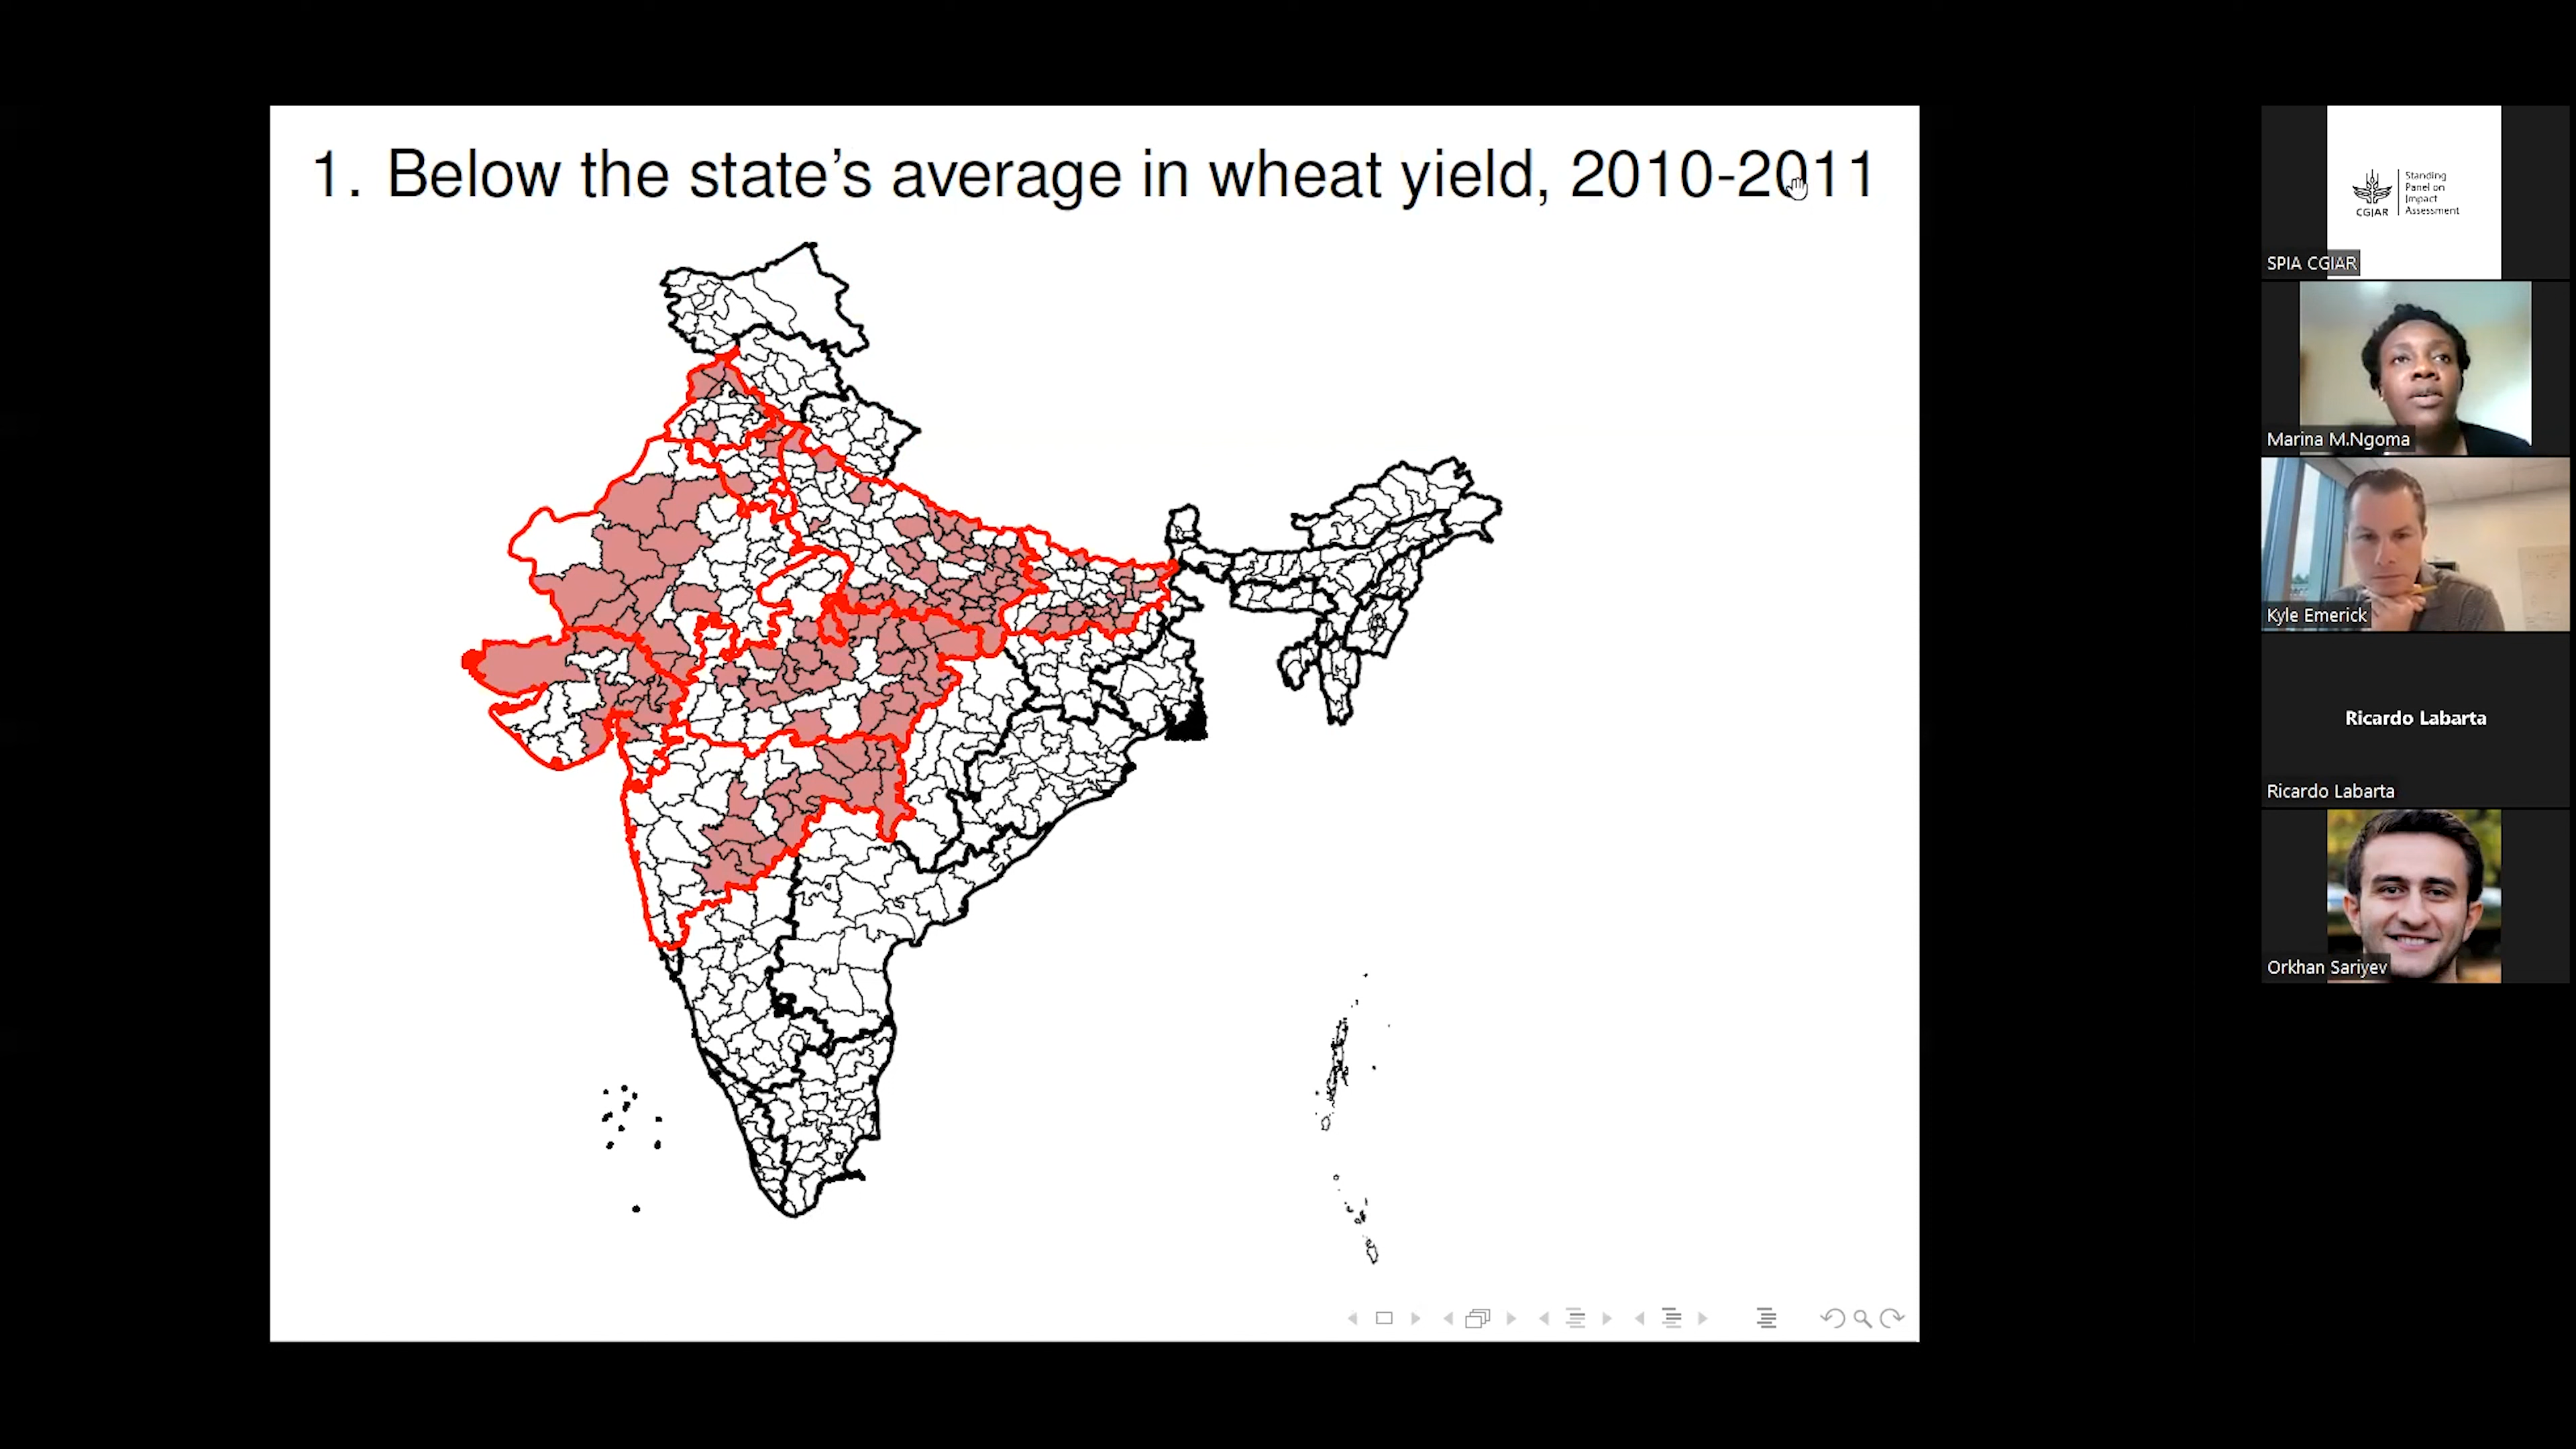 1. Below the state's average in wheat yield, 2010-2011
CGIAR
Standing
Panel on
Impact
Assessment
SPIA CGIAR
Marina M.Ngoma
Kyle Emerick
Ricardo Labarta
Ricardo Labarta
Orkhan Sariyev